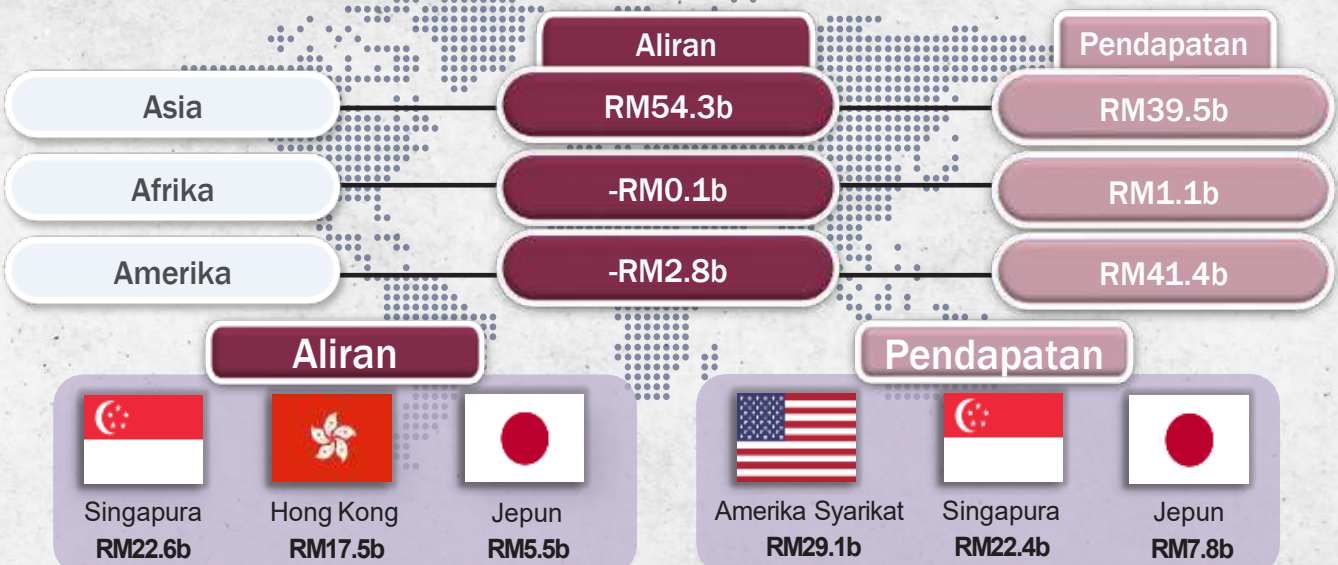 Aliran Pendapatan
Asia RM54.3b RM39.5b
Afrika -RM0.1b RM1.1b
Amerika -RM2.8b RM41.4b
Aliran Pendapatan
Singapura Hong Kong Jepun Amerika Syarikat Singapura Jepun
RM22.6b RM17.5b RM5.5b RM29.1b RM22.4b RM7.8b